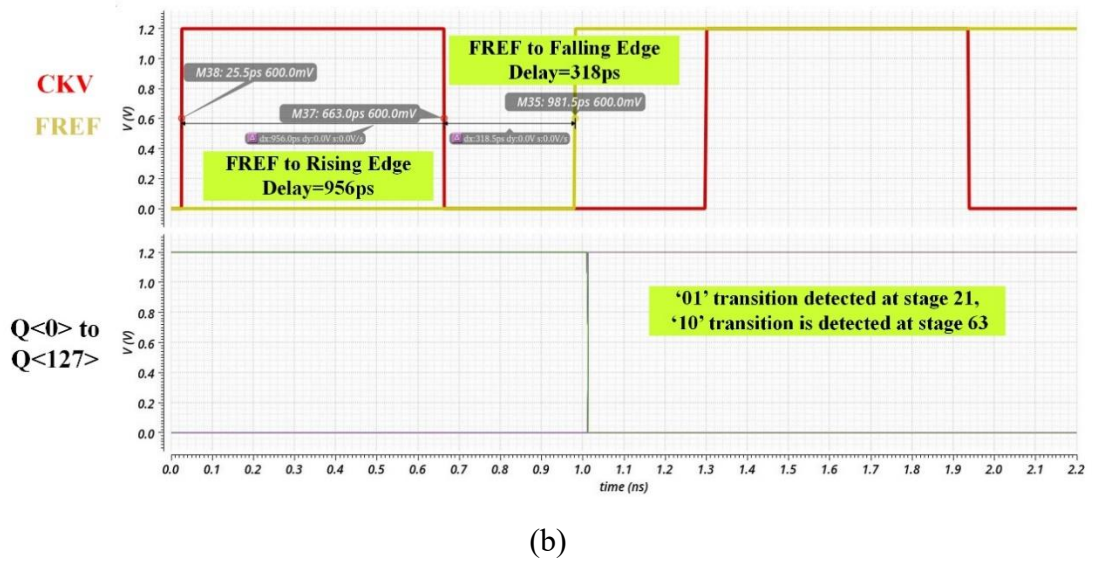 1.2
1.0
0.8
0.6
0.4
0.2
0.0
V (V)
CKV
FREF
M38: 25.5ps 600.0mV
M37: 663.0ps 600.0mV
M35: 981.5ps 600.0mV
dx:956.0ps dy:0.0V s:0.0V/s
dx:318.5ps dy:0.0V s:0.0V/s
FREF to Falling Edge
Delay=318ps
FREF to Rising Edge
Delay=956ps
1.2
1.0
0.8
0.6
0.4
0.2
0.0
V (V)
Q<0> to
Q<127>
‘01’ transition detected at stage 21,
‘10’ transition is detected at stage 63
0.0 0.1 0.2 0.3 0.4 0.5 0.6 0.7 0.8 0.9 1.0 1.1 1.2 1.3 1.4 1.5 1.6 1.7 1.8 1.9 2.0 2.1 2.2
time (ns)
(b)